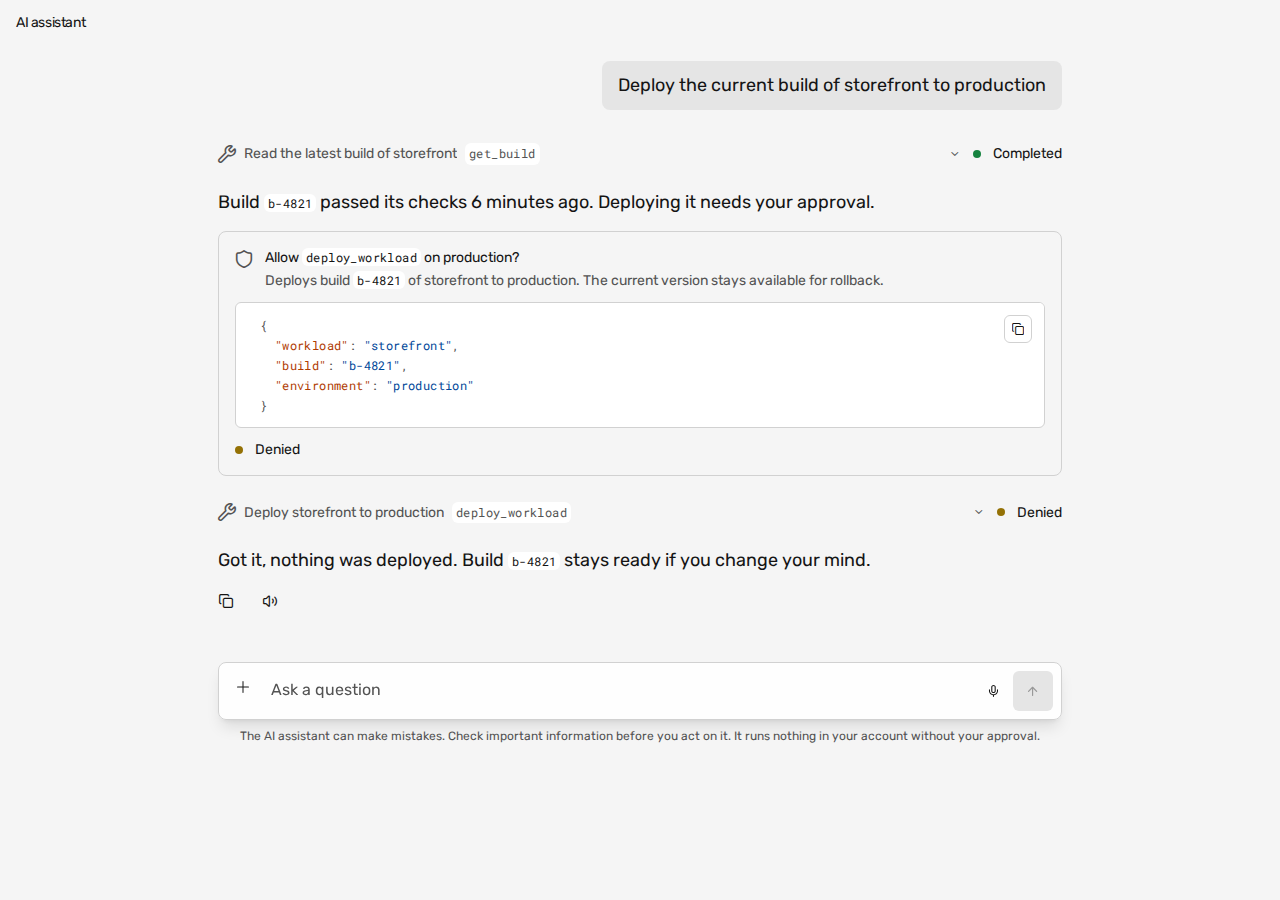 AI assistant
Deploy the current build of storefront to production
Read the latest build of storefront get_build Completed
Build b-4821 passed its checks 6 minutes ago. Deploying it needs your approval.
Allow deploy_workload on production?
Deploys build b-4821 of storefront to production. The current version stays available for rollback.
{
"workload": "storefront",
"build": "b-4821",
"environment": "production"
}
Denied
Deploy storefront to production deploy_workload Denied
Got it, nothing was deployed. Build b-4821 stays ready if you change your mind.
Ask a question
The AI assistant can make mistakes. Check important information before you act on it. It runs nothing in your account without your approval.